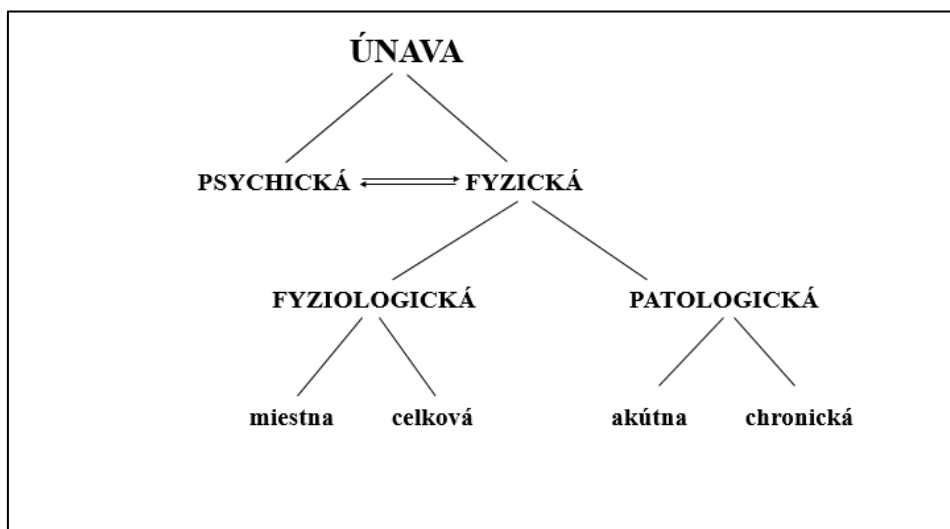 ÚNAVA
PSYCHICKÁ FYZICKÁ
FYZIOLOGICKÁ PATOLOGICKÁ
miestna celková akútna chronická